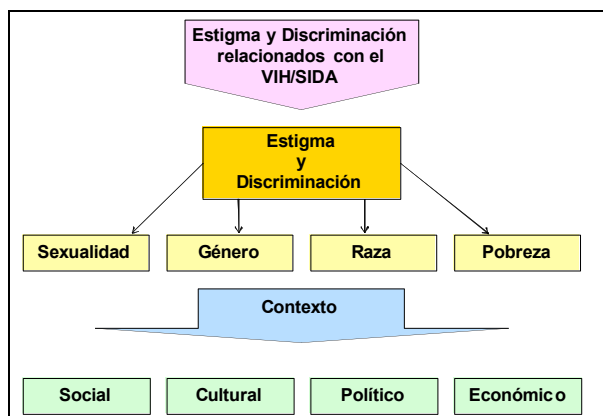 Estigma y Discriminación
relacionados con el
VIH/SIDA
Estigma
y
Discriminación
Sexualidad
Género
Raza
Pobreza
Contexto
Social
Cultural
Político
Económico